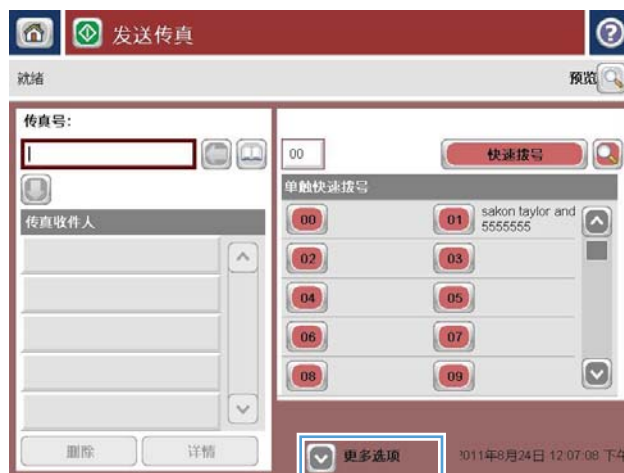 发送传真
就绪
预览
传真号:
00
快速拨号
单触快速拨号
传真收件人
00
01
sakon taylor and
5555555
02
03
04
05
06
07
08
09
删除
详情
更多选项
2011年8月24日 12:07:08 下午